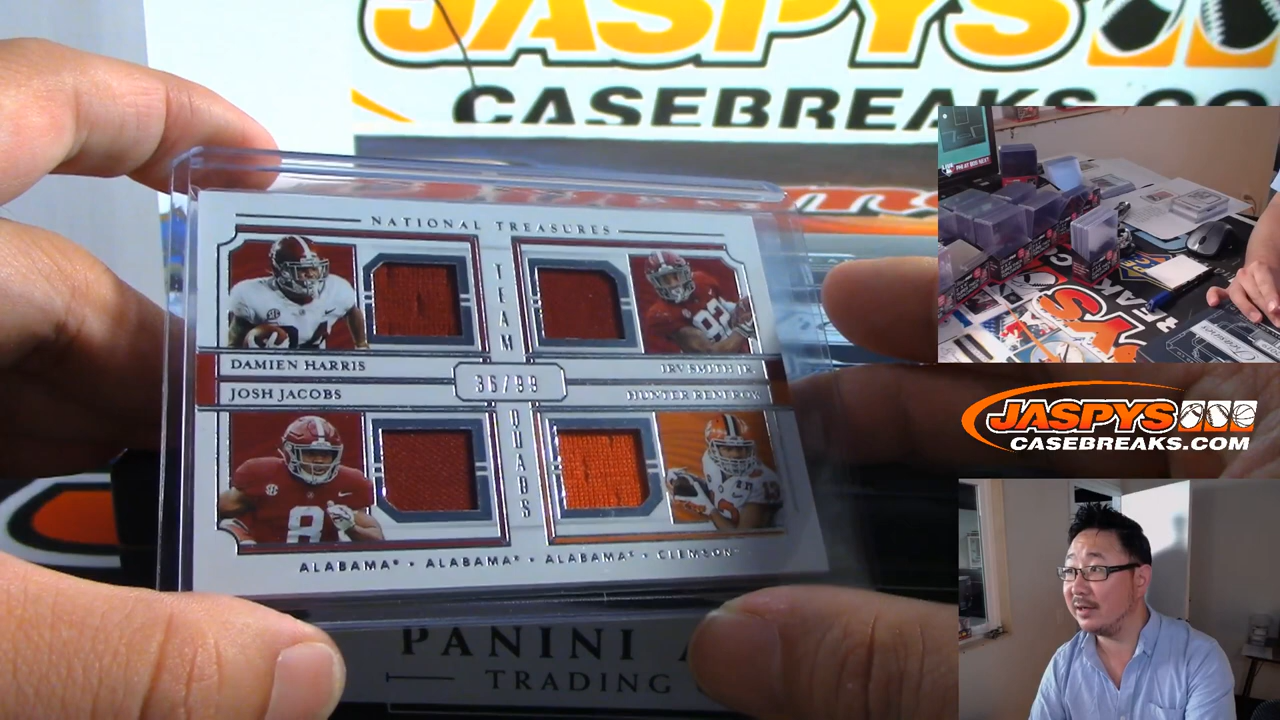 JASPYS
CASEBREAKS.CO
NATIONAL TREASURES
TEAM
DAMIEN HARRIS
IRV SMITH JR.
36/99
JOSH JACOBS
HUNTER RENFROW
QUADS
ALABAMA • ALABAMA • ALABAMA • CLEMSON
PANINI A
TRADING
JASPYS
CASEBREAKS.COM